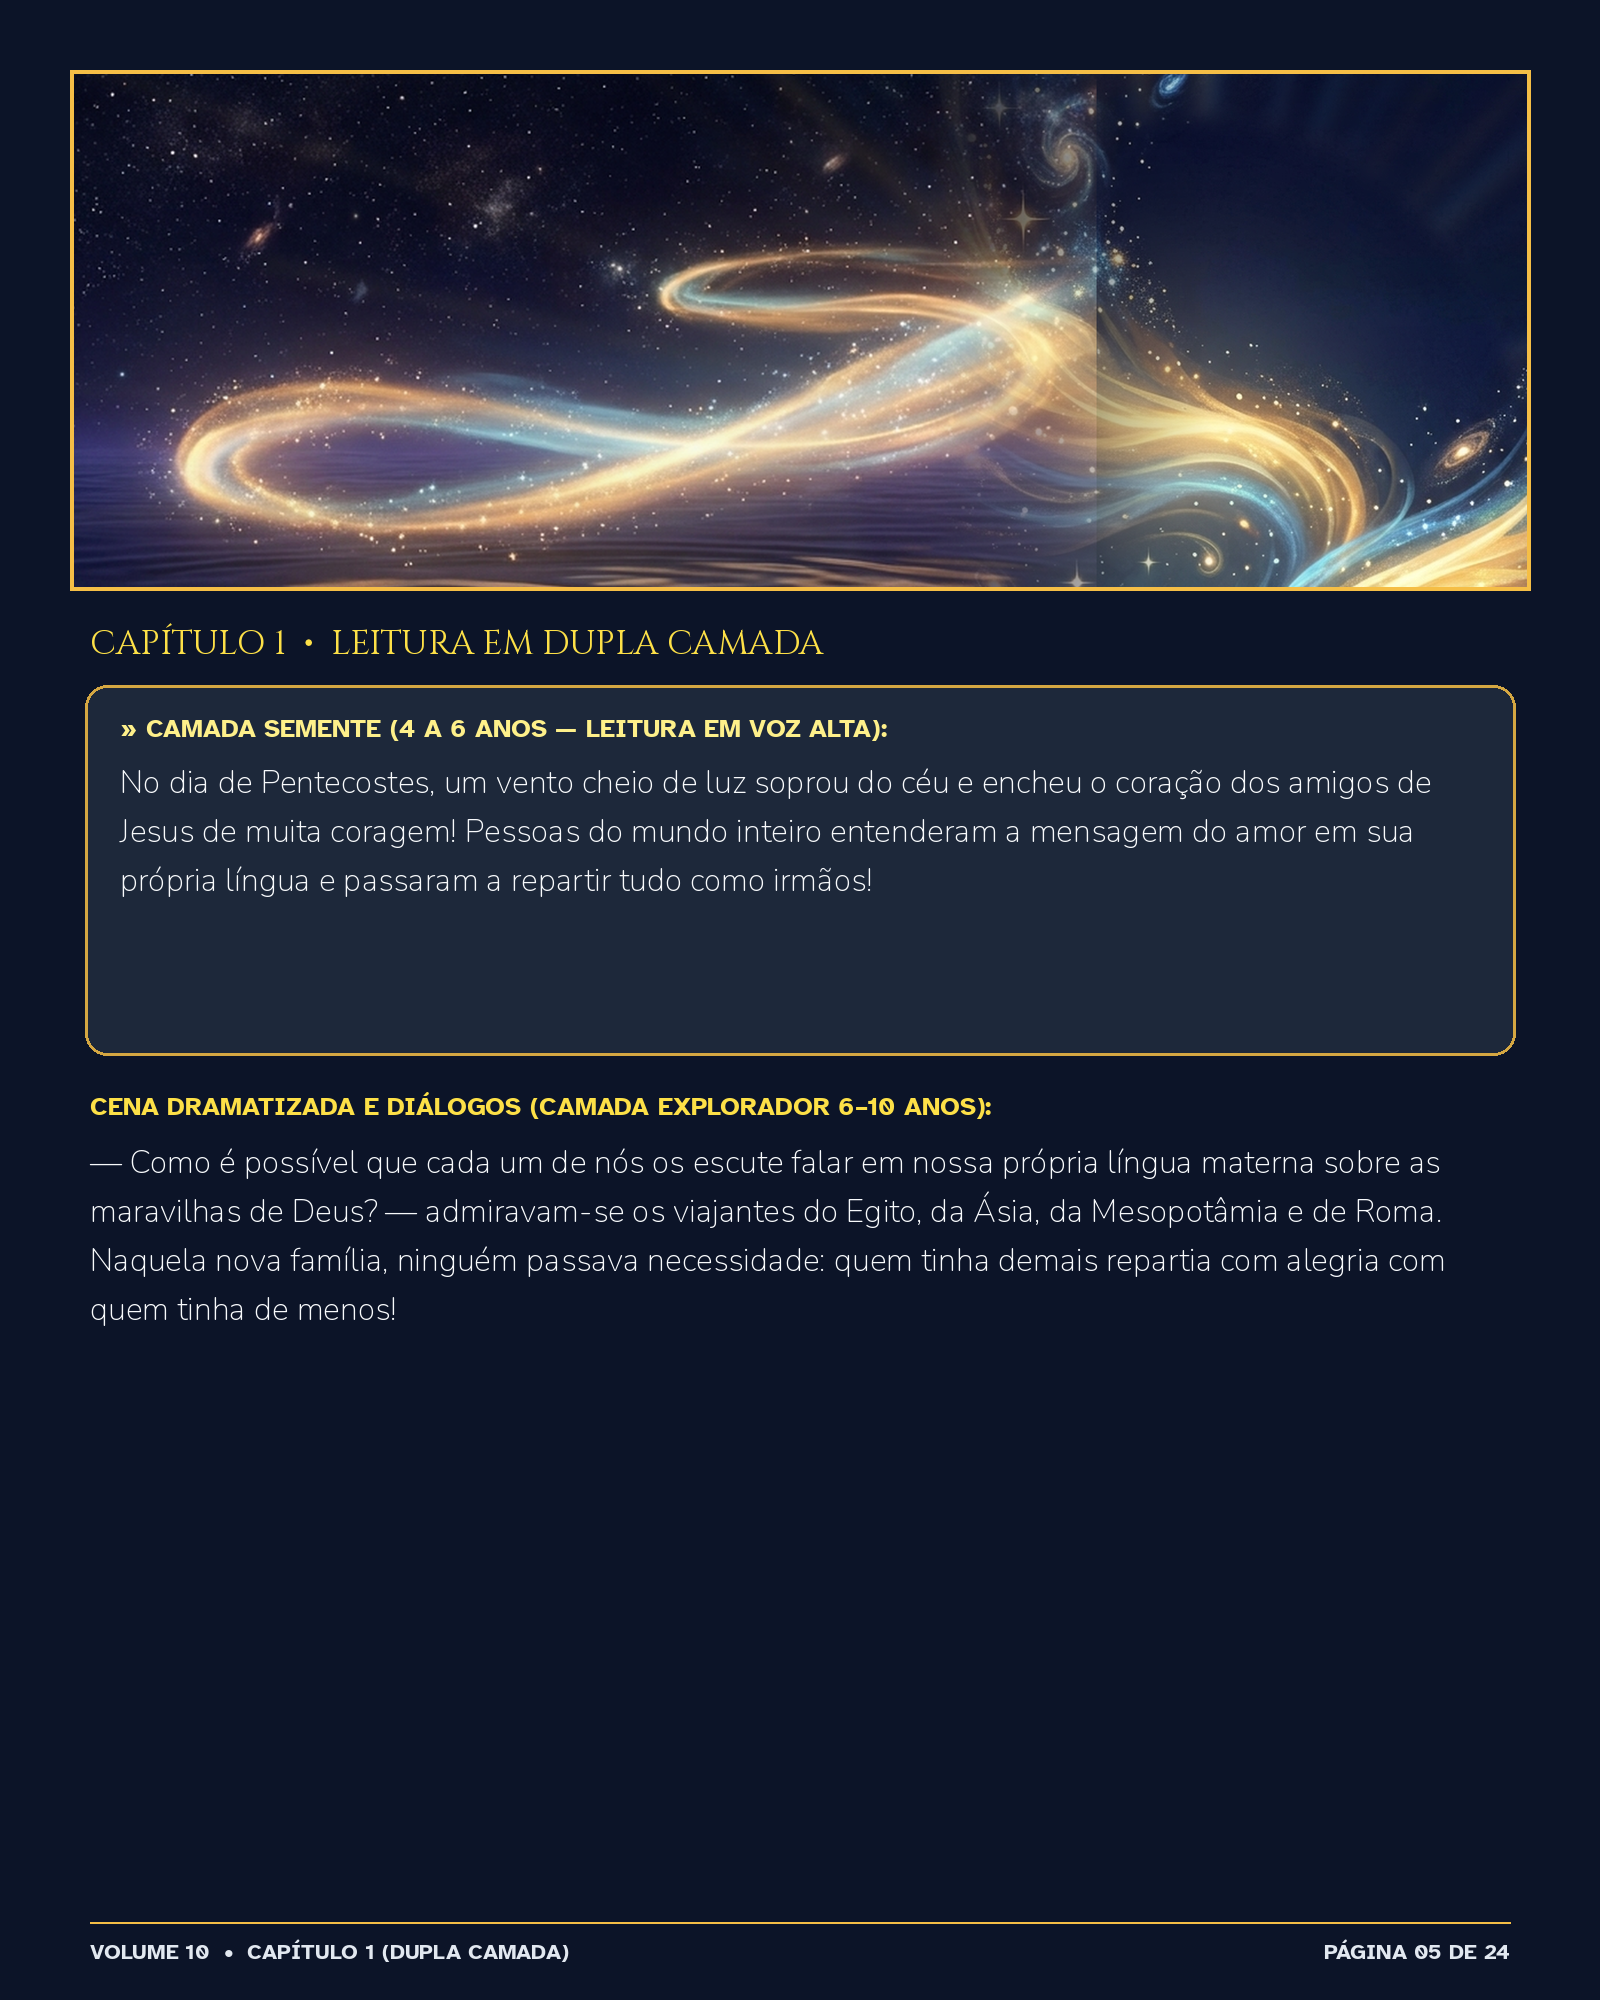 CAPÍTULO 1 • LEITURA EM DUPLA CAMADA
» CAMADA SEMENTE (4 A 6 ANOS — LEITURA EM VOZ ALTA):
No dia de Pentecostes, um vento cheio de luz soprou do céu e encheu o coração dos amigos de
Jesus de muita coragem! Pessoas do mundo inteiro entenderam a mensagem do amor em sua
própria língua e passaram a repartir tudo como irmãos!
CENA DRAMATIZADA E DIÁLOGOS (CAMADA EXPLORADOR 6–10 ANOS):
— Como é possível que cada um de nós os escute falar em nossa própria língua materna sobre as
maravilhas de Deus? — admiravam-se os viajantes do Egito, da Ásia, da Mesopotâmia e de Roma.
Naquela nova família, ninguém passava necessidade: quem tinha demais repartia com alegria com
quem tinha de menos!
VOLUME 10 • CAPÍTULO 1 (DUPLA CAMADA)
PÁGINA 05 DE 24